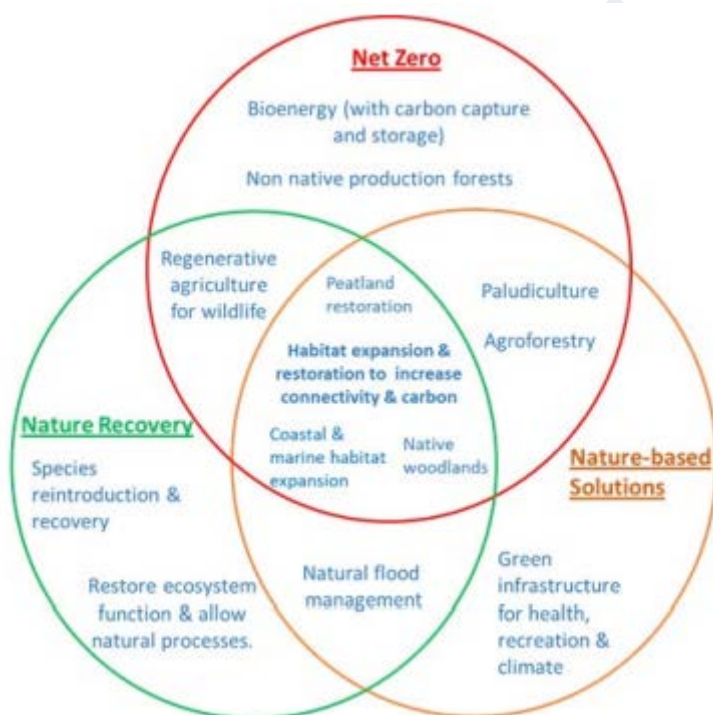 Net Zero
Bioenergy (with carbon capture
and storage)
Non native production forests
Regenerative
agriculture
for wildlife
Peatland
restoration
Paludiculture
Agroforestry
Habitat expansion &
restoration to increase
connectivity & carbon
Nature Recovery
Coastal &
marine habitat
expansion
Native
woodlands
Nature-based
Solutions
Species
reintroduction &
recovery
Natural flood
management
Green
infrastructure
for health,
recreation &
climate
Restore ecosystem
function & allow
natural processes.